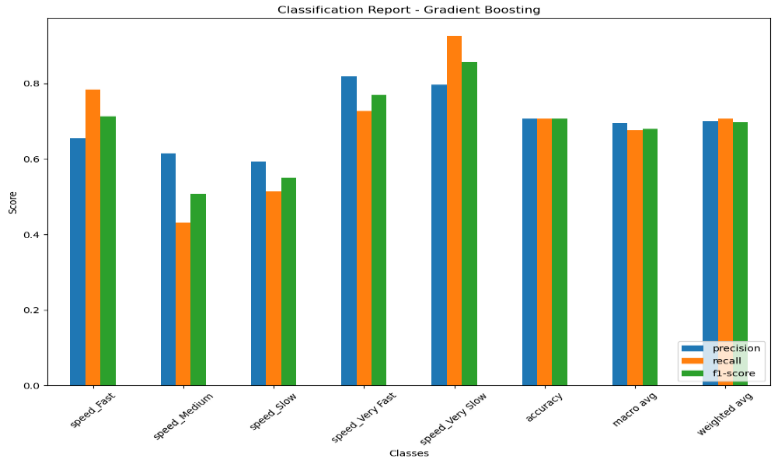 Classification Report - Gradient Boosting
Score
0.8
0.6
0.4
0.2
0.0
precision
recall
f1-score
speed_Fast
speed_Medium
speed_Slow
speed_Very Fast
speed_Very Slow
accuracy
macro avg
weighted avg
Classes